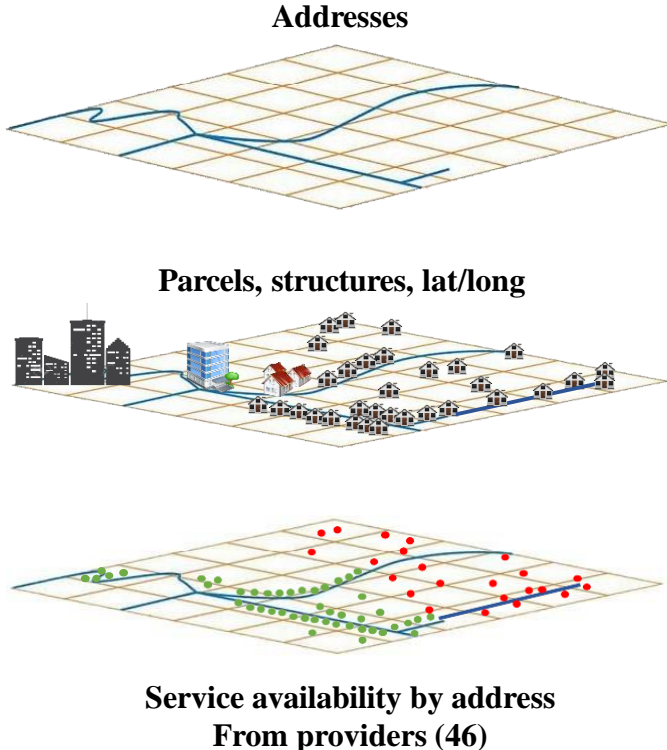 Addresses
Parcels, structures, lat/long
Service availability by address
From providers (46)